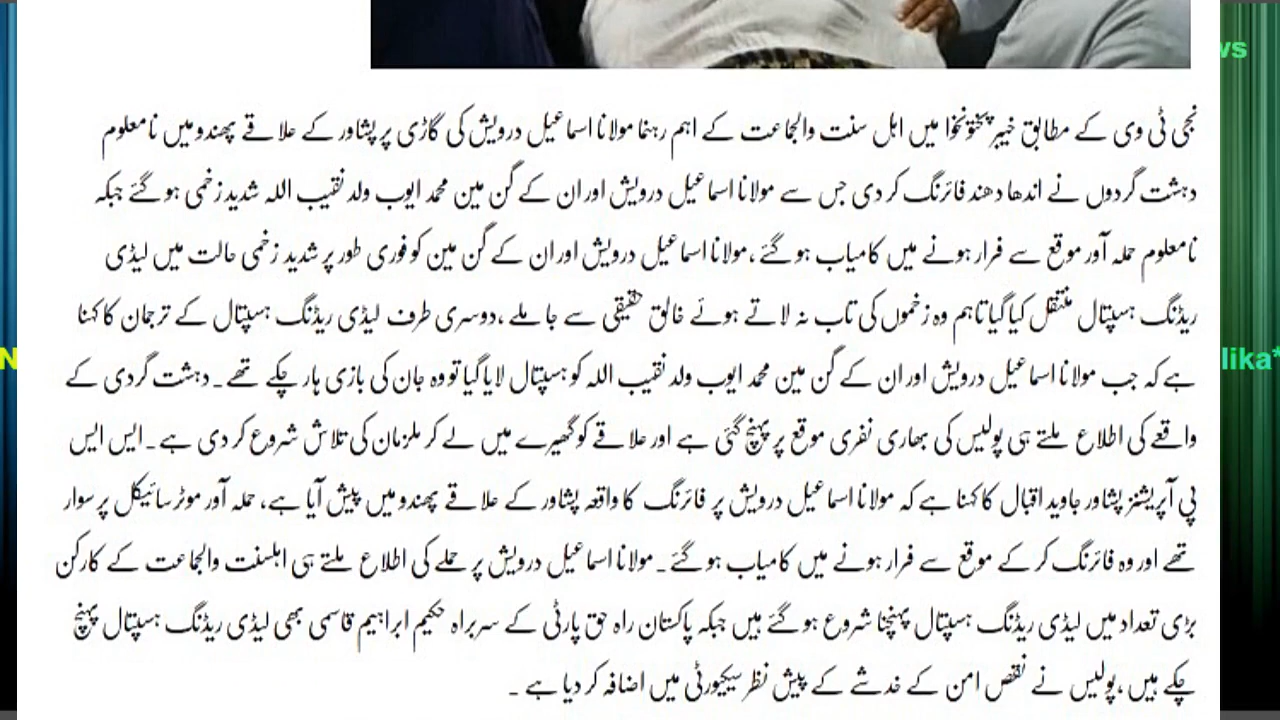 ws
نجی ٹی وی کے مطابق خیبر پختونخوا میں اہل سنت والجاعت کے اہم رہنما مولانا اسماعیل درویش کی گاڑی پر پشاور کے علاقے پھندو میں نامعلوم
دہشت گردوں نے اندھا دھند فائرنگ کر دی جس سے مولانا اسماعیل درویش اور ان کے گن مین محمد ایوب ولد نقیب اللہ شدید زخمی ہو گئے جبکہ
نامعلوم حملہ آور موقع سے فرار ہونے میں کامیاب ہو گئے ،مولانا اسماعیل درویش اور ان کے گن مین کو فوری طور پر شدید زخمی حالت میں لیڈی
ریڈنگ ہسپتال منتقل کیا گیا تاہم وہ زخموں کی تاب نہ لاتے ہوئے خالق حقیقی سے جا ملے ،دوسری طرف لیڈی ریڈنگ ہسپتال کے ترجمان کا کہنا
N
ہے کہ جب مولانا اسماعیل درویش اور ان کے گن مین محمد ایوب ولد نقیب اللہ کو ہسپتال لایا گیا تو وہ جان کی بازی ہار چکے تھے۔دہشت گردی کے
lika*
واقعے کی اطلاع ملتے ہی پولیس کی بھاری نفری موقع پر پہنچ گئی ہے اور علاقے کو گھیرے میں لے کر ملزمان کی تلاش شروع کر دی ہے۔ایس ایس
پی آپریشنز پشاور جاوید اقبال کا کہنا ہے کہ مولانا اسماعیل درویش پر فائرنگ کا واقعہ پشاور کے علاقے پھندو میں پیش آیا ہے، حملہ آور موٹر سائیکل پر سوار
تھے اور وہ فائرنگ کر کے موقع سے فرار ہونے میں کامیاب ہو گئے۔مولانا اسماعیل درویش پر حملے کی اطلاع ملتے ہی اہلسنت والجاعت کے کارکن
بڑی تعداد میں لیڈی ریڈنگ ہسپتال پہنچنا شروع ہو گئے ہیں جبکہ پاکستان راہ حق پارٹی کے سربراہ حکیم ابراہیم قاسمی بھی لیڈی ریڈنگ ہسپتال پہنچ
چکے ہیں ،پولیس نے نقص امن کے خدشے کے پیش نظر سیکیورٹی میں اضافہ کر دیا ہے ۔